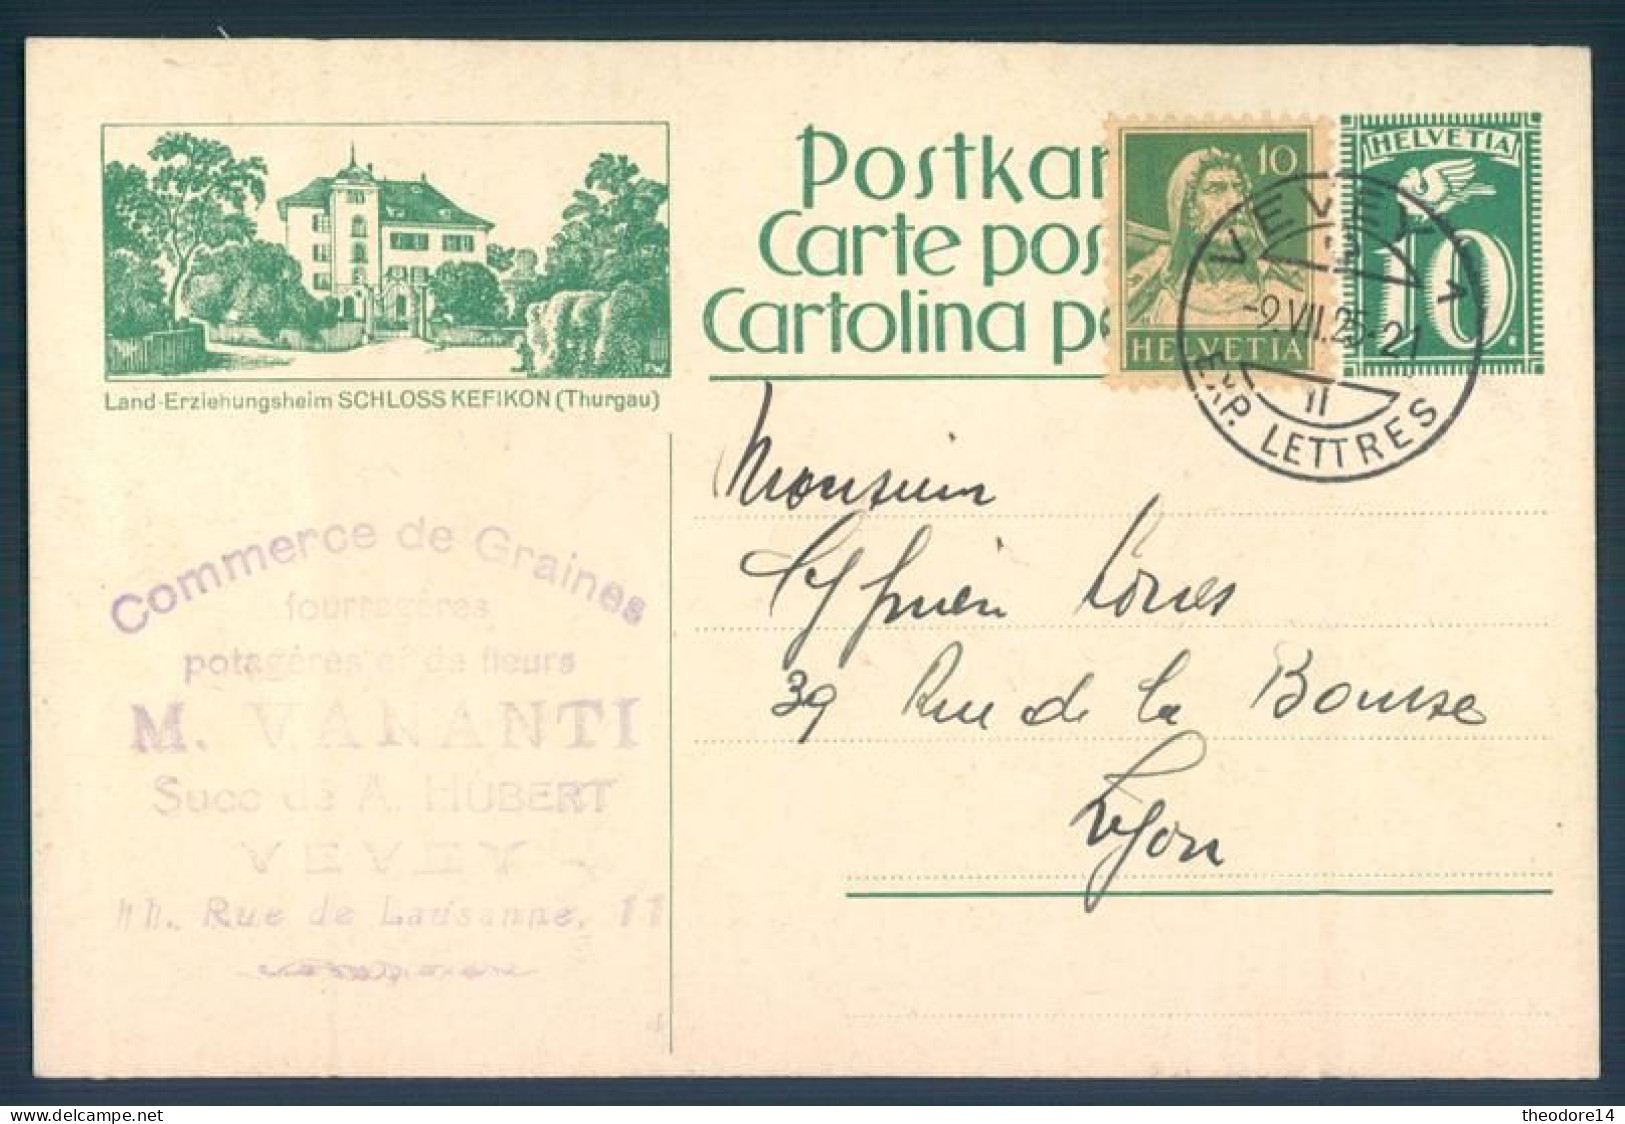 Postkar
Carte pos
Cartolina p
10
HELVETIA
HELVETIA
10
VEVEY
-9.VII.25-21
II
EXP. LETTRES
Land-Erziehungsheim SCHLOSS KEFIKON (Thurgau)
Commerce de Graines
fourragères
potagères et de fleurs
M. VANANTI
Succ de A. HUBERT
VEVEY
11, Rue de Lausanne, 11
Monsieur
39 Rue de la Bourse
Lyon
theodore14